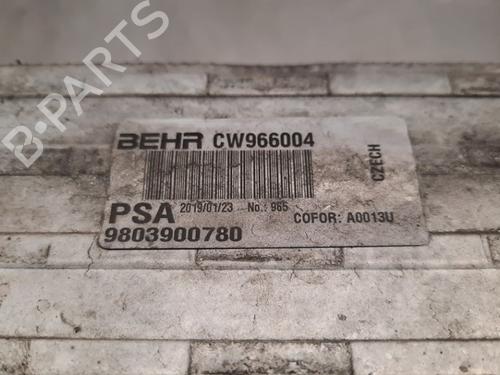 B-PARTS
BEHR CW966004
CZECH
PSA 2019/01/23 No.: 965
COFOR: A0013U
9803900780